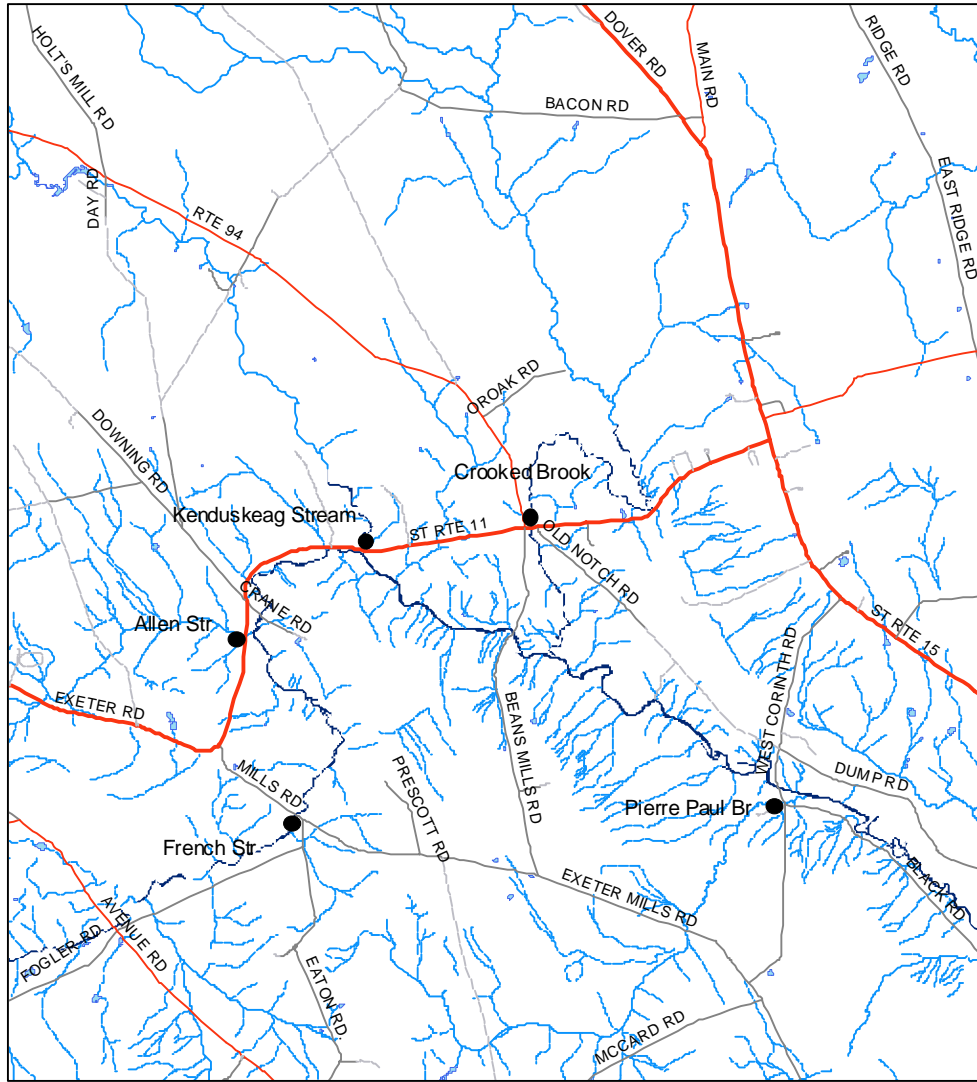 HOLT'S MILL RD
DOVER RD
MAIN RD
RIDGE RD
BACON RD
DAY RD
RTE 94
EAST RIDGE RD
OROAK RD
DOWNING RD
Crooked Brook
Kenduskeag Stream
ST RTE 11
OLD NOTCH RD
CRANE RD
Allen Str
ST RTE 15
EXETER RD
WEST CORINTH RD
BEANS MILLS RD
MILLS RD
PRESCOTT RD
DUMP RD
Pierre Paul Br
French Str
BLACK RD
EXETER MILLS RD
AVENUE RD
FOGLER RD
EATON RD
MCCARD RD